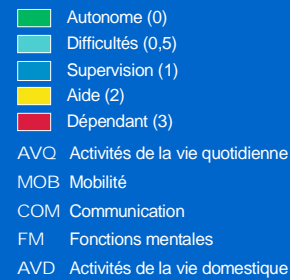 Autonome (0)
Difficultés (0,5)
Supervision (1)
Aide (2)
Dépendant (3)
AVQ Activités de la vie quotidienne
MOB Mobilité
COM Communication
FM Fonctions mentales
AVD Activités de la vie domestique